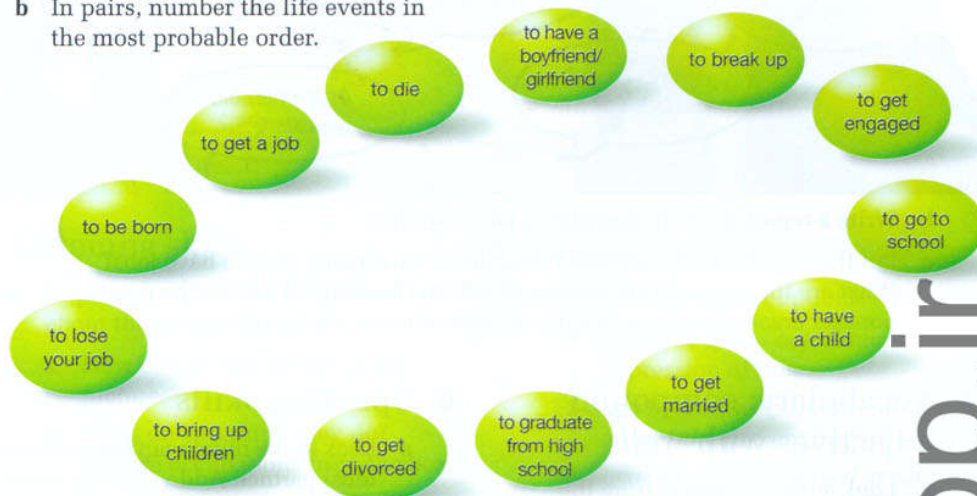 b In pairs, number the life events in
the most probable order.
to have a
boyfriend/
girlfriend
to break up
to die
to get
engaged
to get a job
to be born
to go to
school
to have
a child
to lose
your job
to get
married
to bring up
children
to get
divorced
to graduate
from high
school